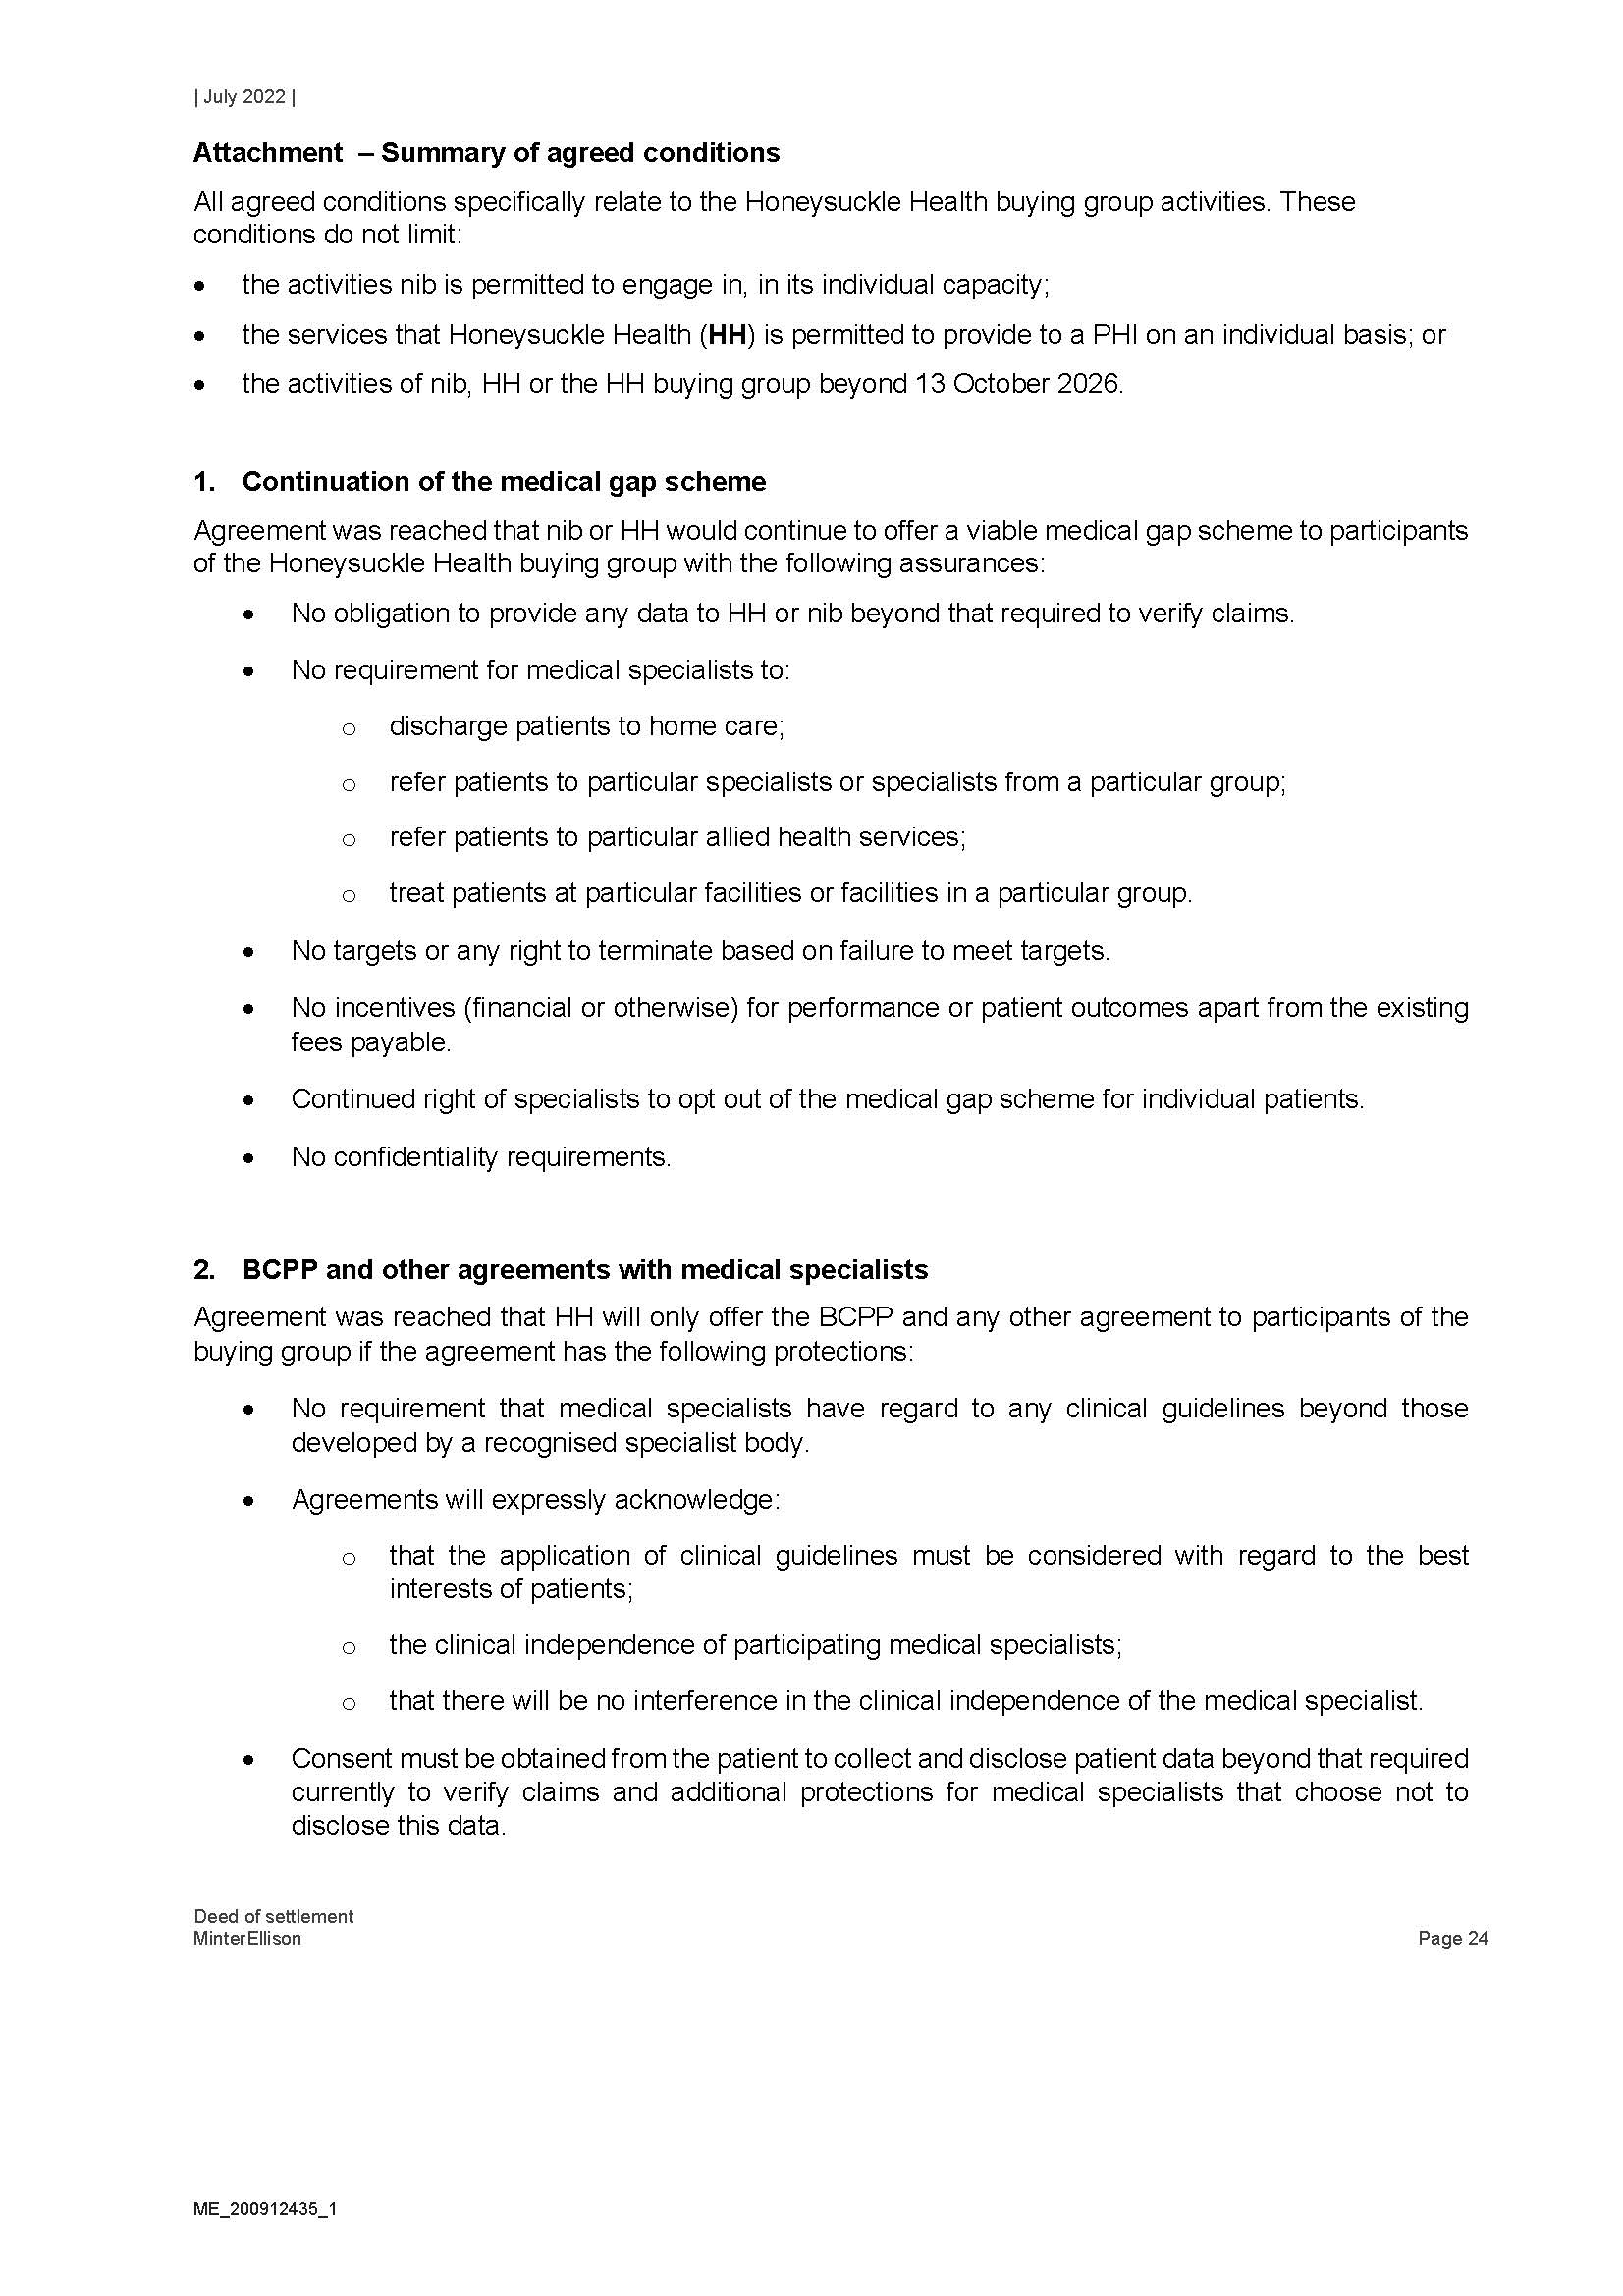 | July 2022 |
Attachment – Summary of agreed conditions
All agreed conditions specifically relate to the Honeysuckle Health buying group activities. These
conditions do not limit:
• the activities nib is permitted to engage in, in its individual capacity;
• the services that Honeysuckle Health (HH) is permitted to provide to a PHI on an individual basis; or
• the activities of nib, HH or the HH buying group beyond 13 October 2026.
1. Continuation of the medical gap scheme
Agreement was reached that nib or HH would continue to offer a viable medical gap scheme to participants
of the Honeysuckle Health buying group with the following assurances:
• No obligation to provide any data to HH or nib beyond that required to verify claims.
• No requirement for medical specialists to:
o discharge patients to home care;
o refer patients to particular specialists or specialists from a particular group;
o refer patients to particular allied health services;
o treat patients at particular facilities or facilities in a particular group.
• No targets or any right to terminate based on failure to meet targets.
• No incentives (financial or otherwise) for performance or patient outcomes apart from the existing
fees payable.
• Continued right of specialists to opt out of the medical gap scheme for individual patients.
• No confidentiality requirements.
2. BCPP and other agreements with medical specialists
Agreement was reached that HH will only offer the BCPP and any other agreement to participants of the
buying group if the agreement has the following protections:
• No requirement that medical specialists have regard to any clinical guidelines beyond those
developed by a recognised specialist body.
• Agreements will expressly acknowledge:
o that the application of clinical guidelines must be considered with regard to the best
interests of patients;
o the clinical independence of participating medical specialists;
o that there will be no interference in the clinical independence of the medical specialist.
• Consent must be obtained from the patient to collect and disclose patient data beyond that required
currently to verify claims and additional protections for medical specialists that choose not to
disclose this data.
Deed of settlement
MinterEllison Page 24
ME_200912435_1